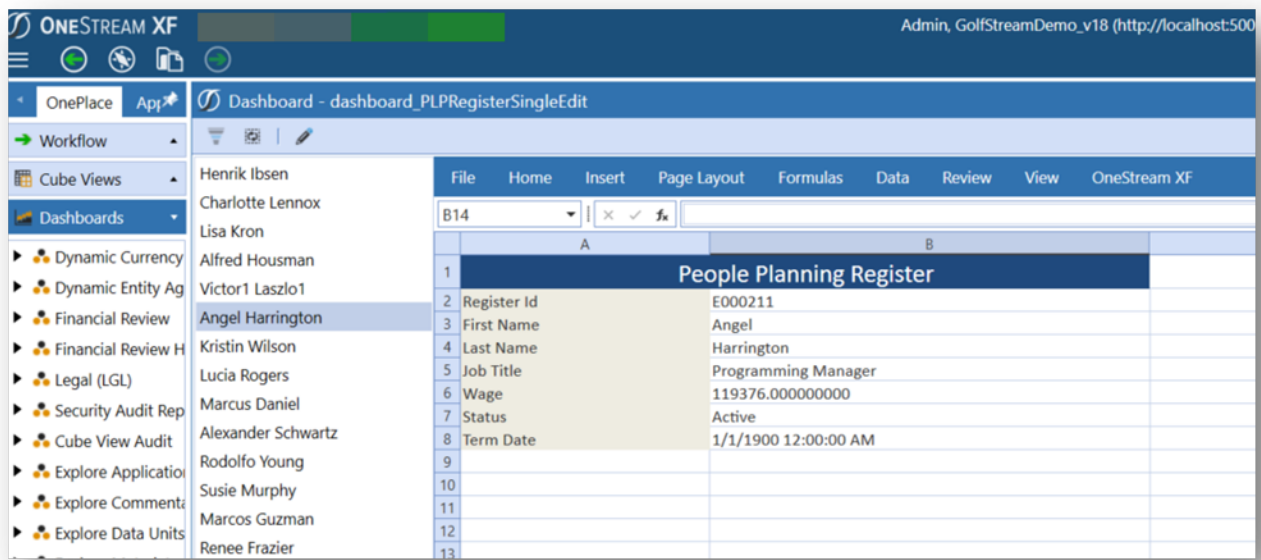 ONESTREAM XF
Admin, GolfStreamDemo_v18 (http://localhost:500
OnePlace
App
Dashboard - dashboard_PLPRegisterSingleEdit
Workflow
Cube Views
Dashboards
Dynamic Currency
Dynamic Entity Ag
Financial Review
Financial Review H
Legal (LGL)
Security Audit Rep
Cube View Audit
Explore Application
Explore Commenta
Explore Data Units
Henrik Ibsen
Charlotte Lennox
Lisa Kron
Alfred Housman
Victor1 Laszlo1
Angel Harrington
Kristin Wilson
Lucia Rogers
Marcus Daniel
Alexander Schwartz
Rodolfo Young
Susie Murphy
Marcos Guzman
Renee Frazier
File Home Insert Page Layout Formulas Data Review View OneStream XF
B14 fx
A B
1 People Planning Register
2 Register Id E000211
3 First Name Angel
4 Last Name Harrington
5 Job Title Programming Manager
6 Wage 119376.000000000
7 Status Active
8 Term Date 1/1/1900 12:00:00 AM
9
10
11
12
13